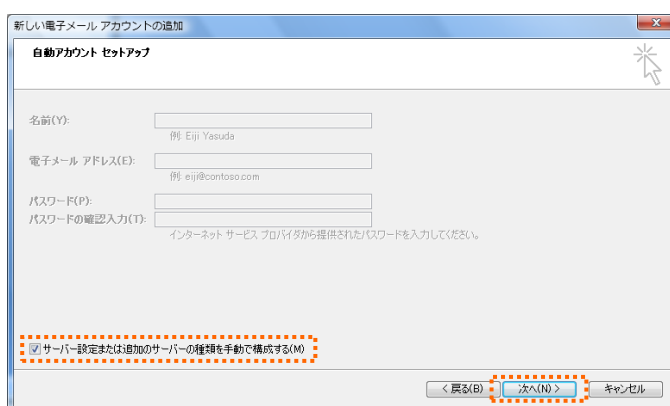 新しい電子メール アカウントの追加
自動アカウント セットアップ
名前(Y):
例: Eiji Yasuda
電子メール アドレス(E):
例: eiji@contoso.com
パスワード(P):
パスワードの確認入力(T):
インターネット サービス プロバイダから提供されたパスワードを入力してください。
サーバー設定または追加のサーバーの種類を手動で構成する(M)
< 戻る(B) 次へ(N) > キャンセル